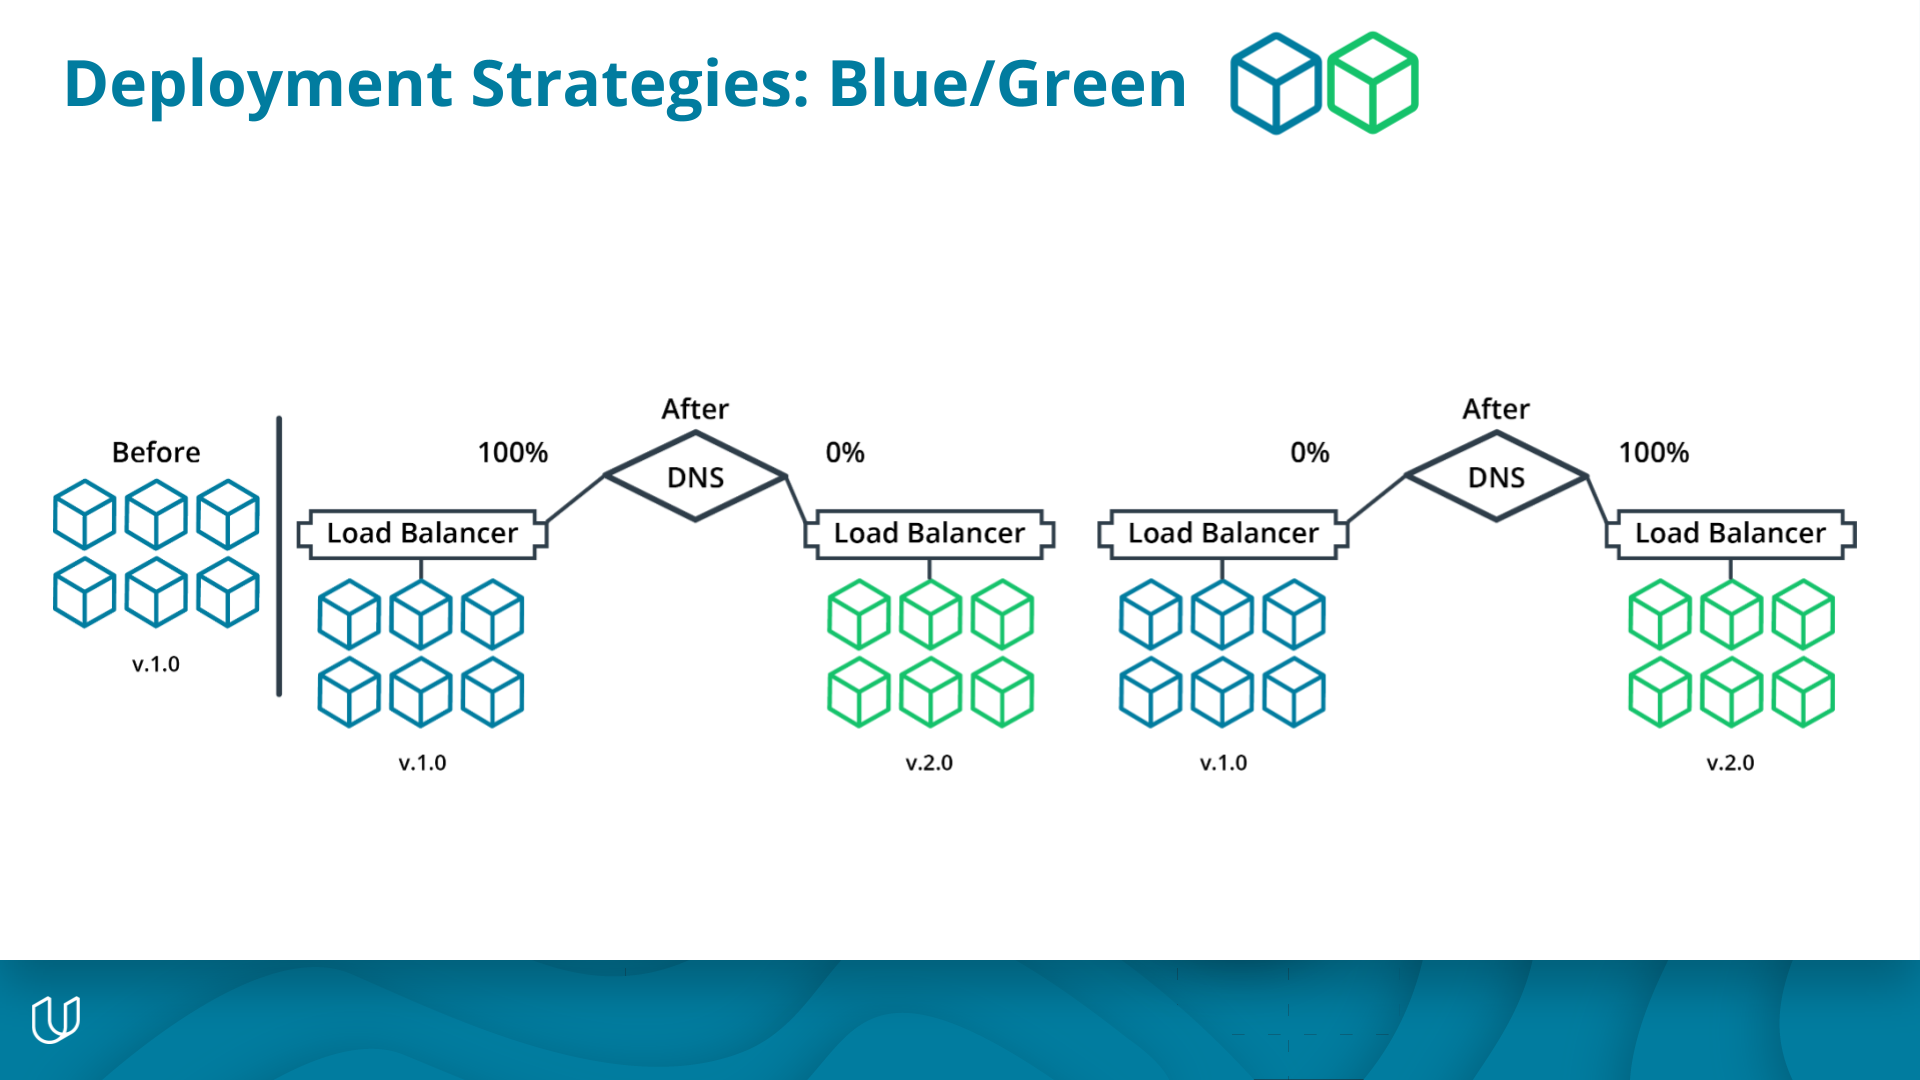 Deployment Strategies: Blue/Green
Before
v.1.0
After
100%
0%
DNS
Load Balancer
Load Balancer
v.1.0
v.2.0
After
0%
100%
DNS
Load Balancer
Load Balancer
v.1.0
v.2.0